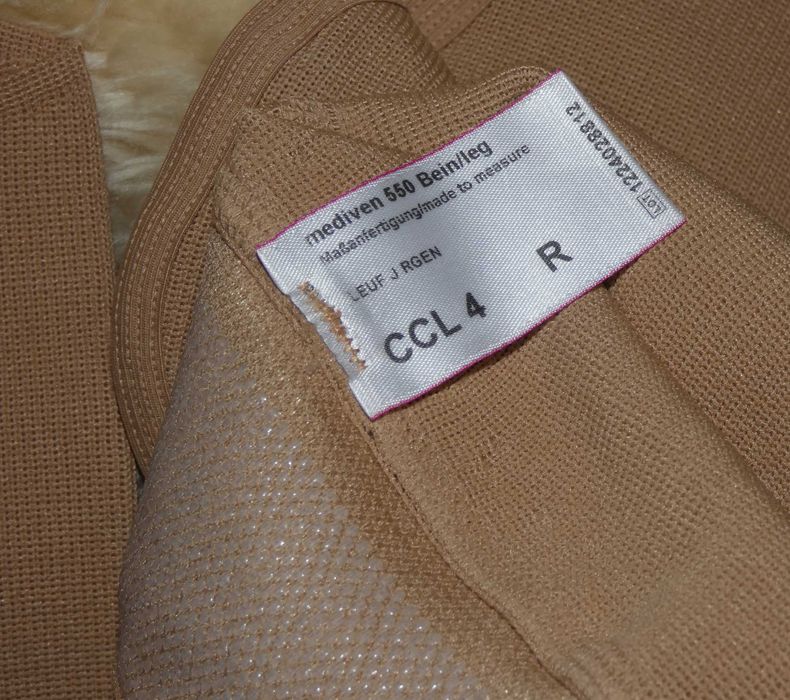 mediven 550 Bein/leg
Maßanfertigung/made to measure
LEUF J RGEN
CCL 4
R
LOT 1224028812